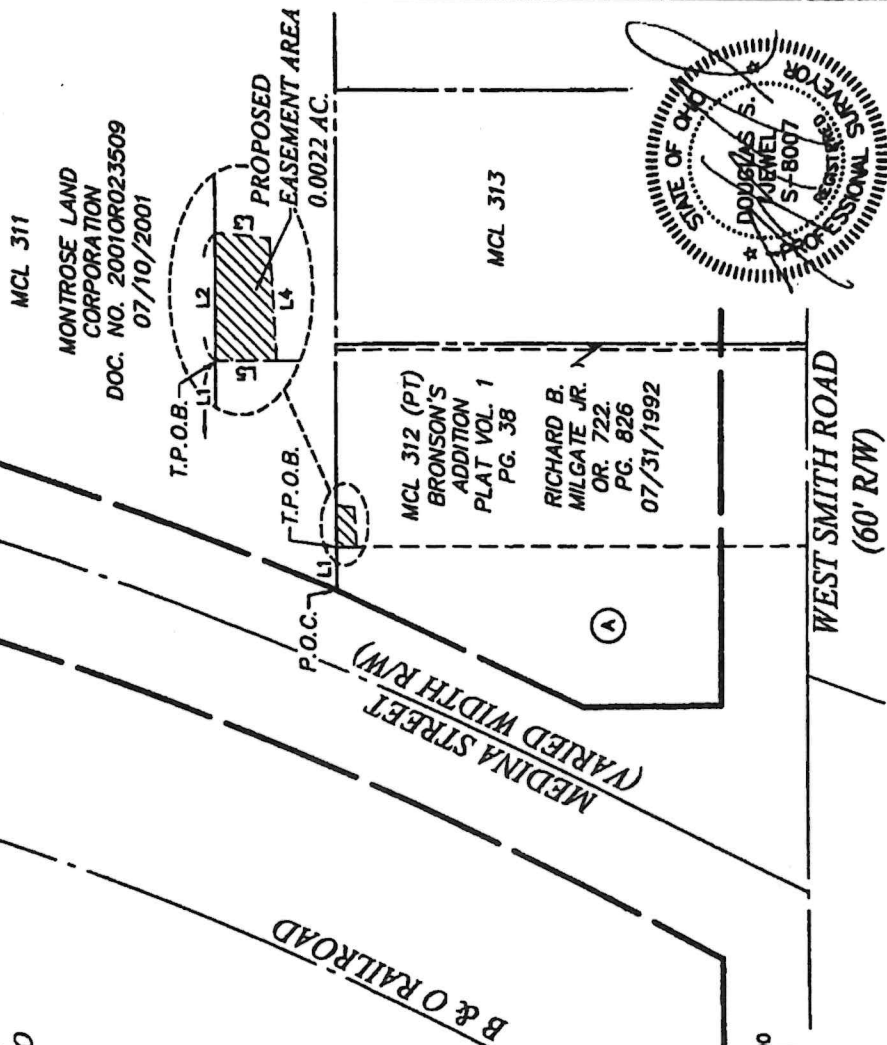 MCL 311
MONTROSE LAND
CORPORATION
DOC. NO. 2001OR023509
07/10/2001
T.P.O.B.
L1
L2
L3
L4
L5
PROPOSED
EASEMENT AREA
0.0022 AC.
T.P.O.B.
L1
P.O.C.
MCL 312 (PT)
BRONSON'S
ADDITION
PLAT VOL. 1
PG. 38
RICHARD B.
MILGATE JR.
OR. 722.
PG. 826
07/31/1992
MCL 313
A
MEDINA STREET
(VARIED WIDTH R/W)
B & O RAILROAD
WEST SMITH ROAD
(60' R/W)
STATE OF OHIO
DOUGLAS S.
JEWEL
S-8007
REGISTERED
PROFESSIONAL SURVEYOR